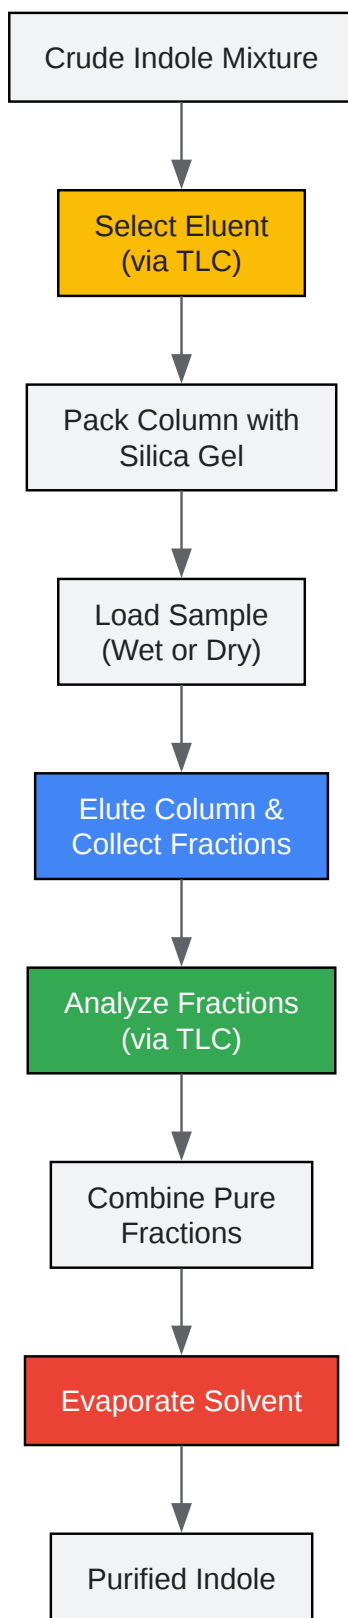 Crude Indole Mixture
Select Eluent
(via TLC)
Pack Column with
Silica Gel
Load Sample
(Wet or Dry)
Elute Column &
Collect Fractions
Analyze Fractions
(via TLC)
Combine Pure
Fractions
Evaporate Solvent
Purified Indole